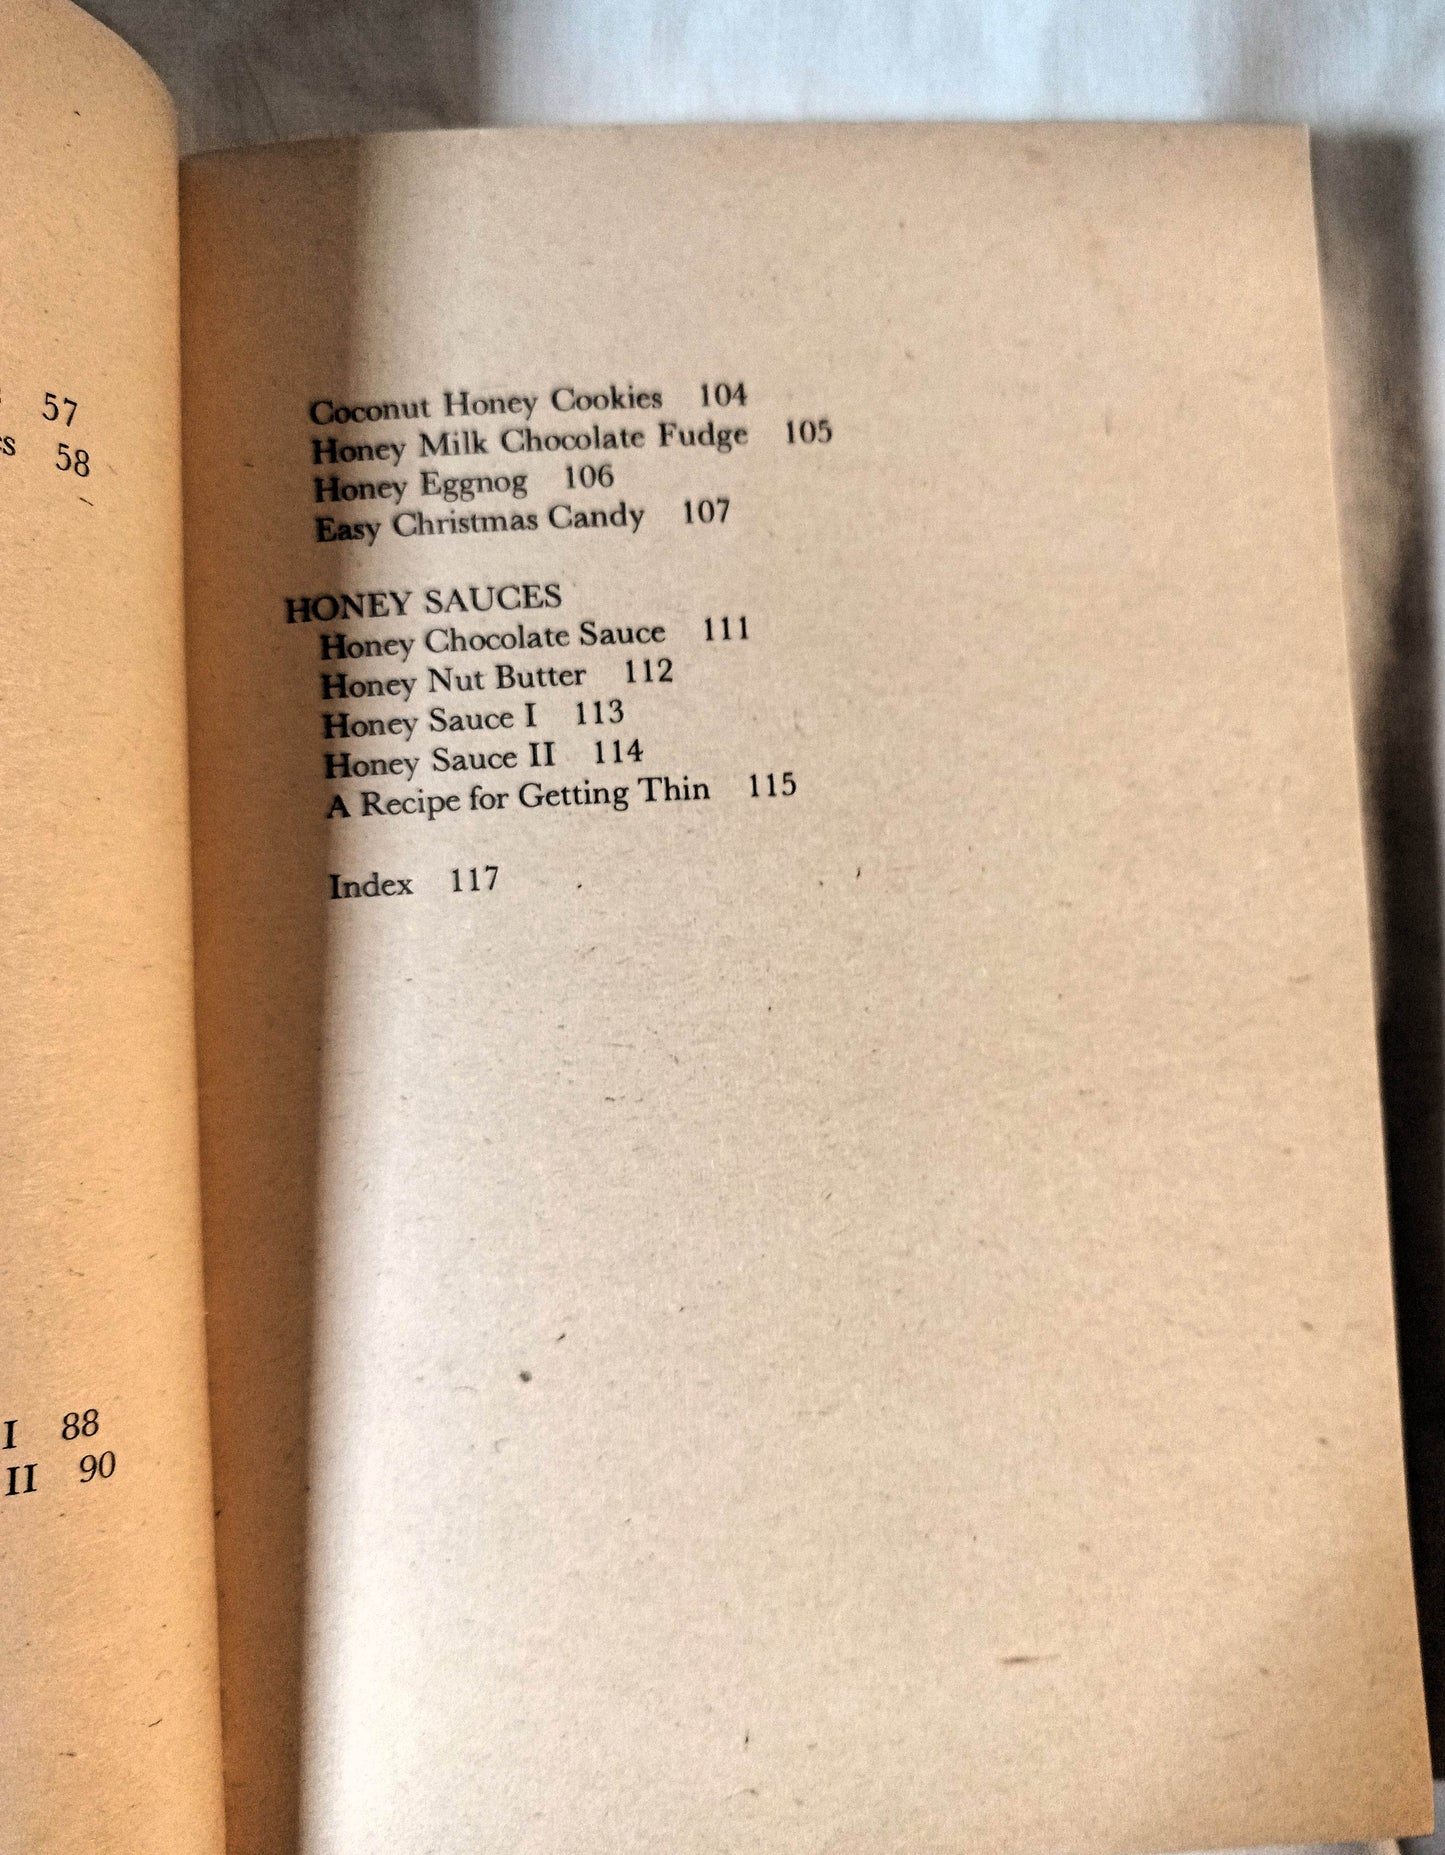 57
58
I 88
II 90
Coconut Honey Cookies 104
Honey Milk Chocolate Fudge 105
Honey Eggnog 106
Easy Christmas Candy 107
HONEY SAUCES
Honey Chocolate Sauce 111
Honey Nut Butter 112
Honey Sauce I 113
Honey Sauce II 114
A Recipe for Getting Thin 115
Index 117